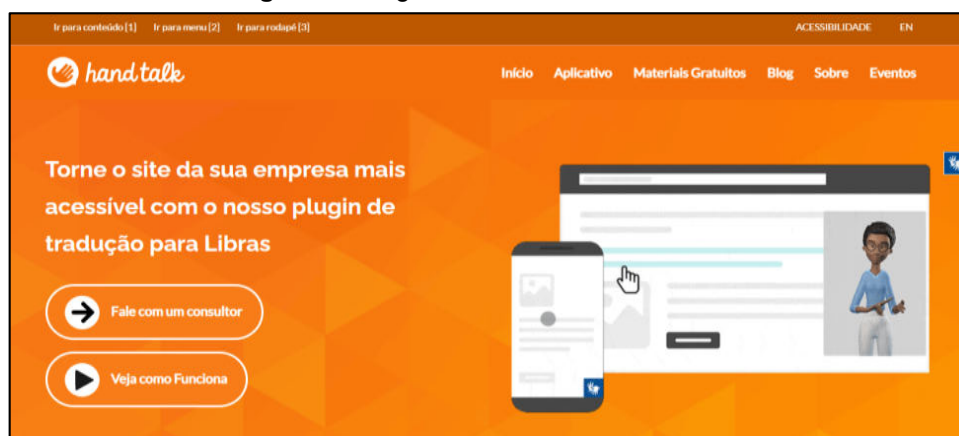 Ir para conteúdo [1] Ir para menu [2] Ir para rodapé [3] ACESSIBILIDADE EN
hand talk Início Aplicativo Materiais Gratuitos Blog Sobre Eventos
Torne o site da sua empresa mais
acessível com o nosso plugin de
tradução para Libras
Fale com um consultor
Veja como Funciona